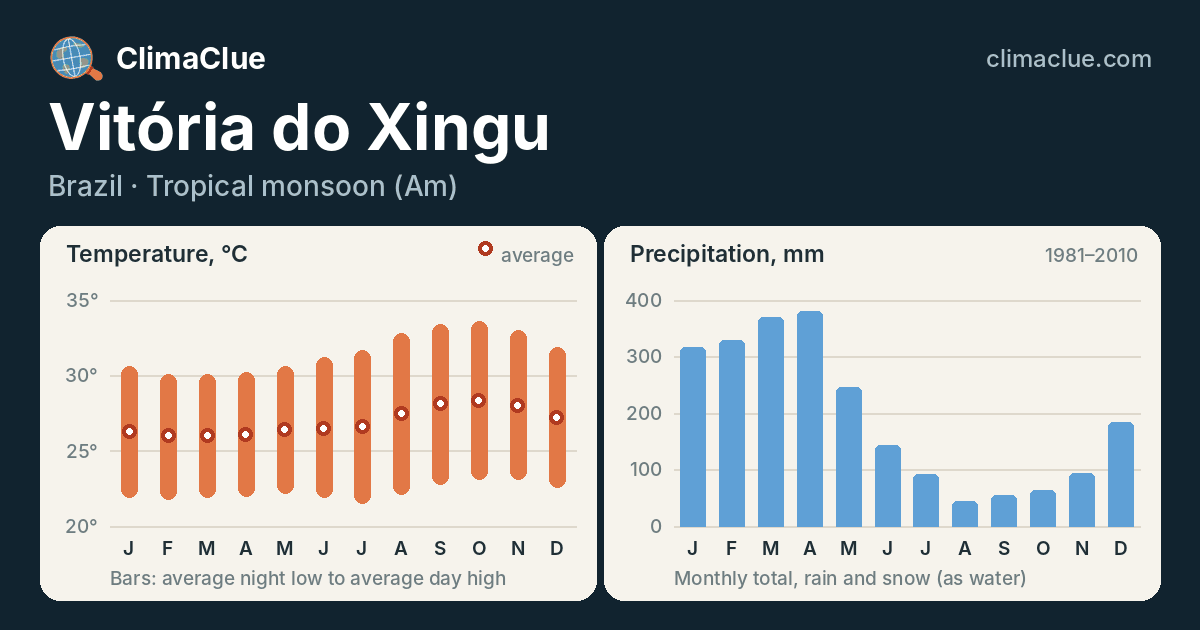 ClimaClue
climaclue.com
Vitória do Xingu
Brazil · Tropical monsoon (Am)
Temperature, °C
average
35°
30°
25°
20°
J F M A M J J A S O N D
Bars: average night low to average day high
Precipitation, mm
1981–2010
400
300
200
100
0
J F M A M J J A S O N D
Monthly total, rain and snow (as water)